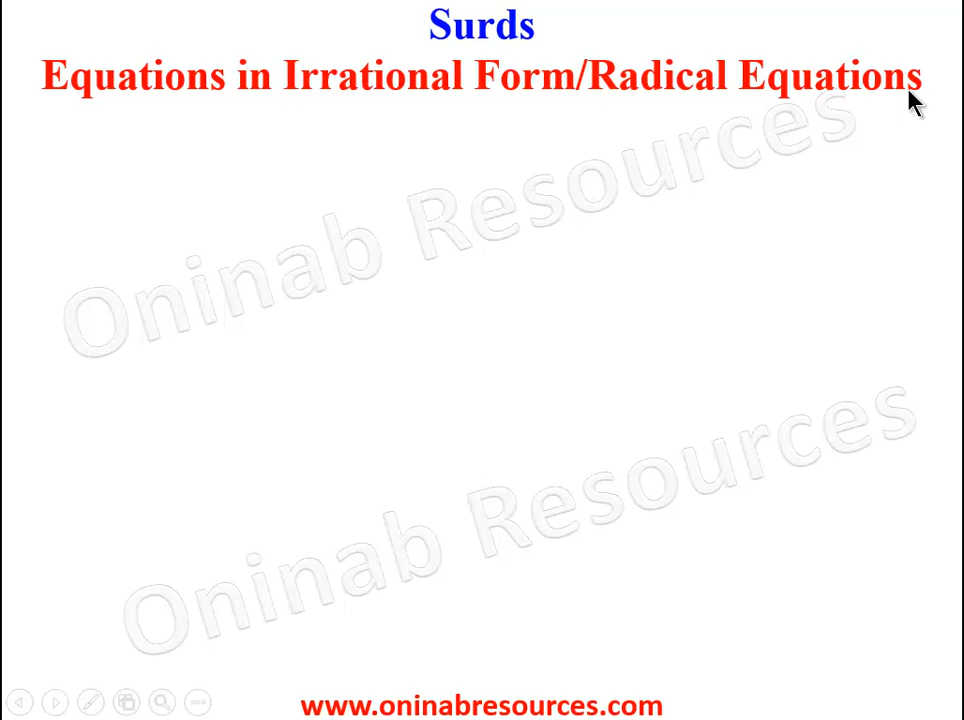 Surds
Equations in Irrational Form/Radical Equations
Oninab Resources
Oninab Resources
www.oninabresources.com